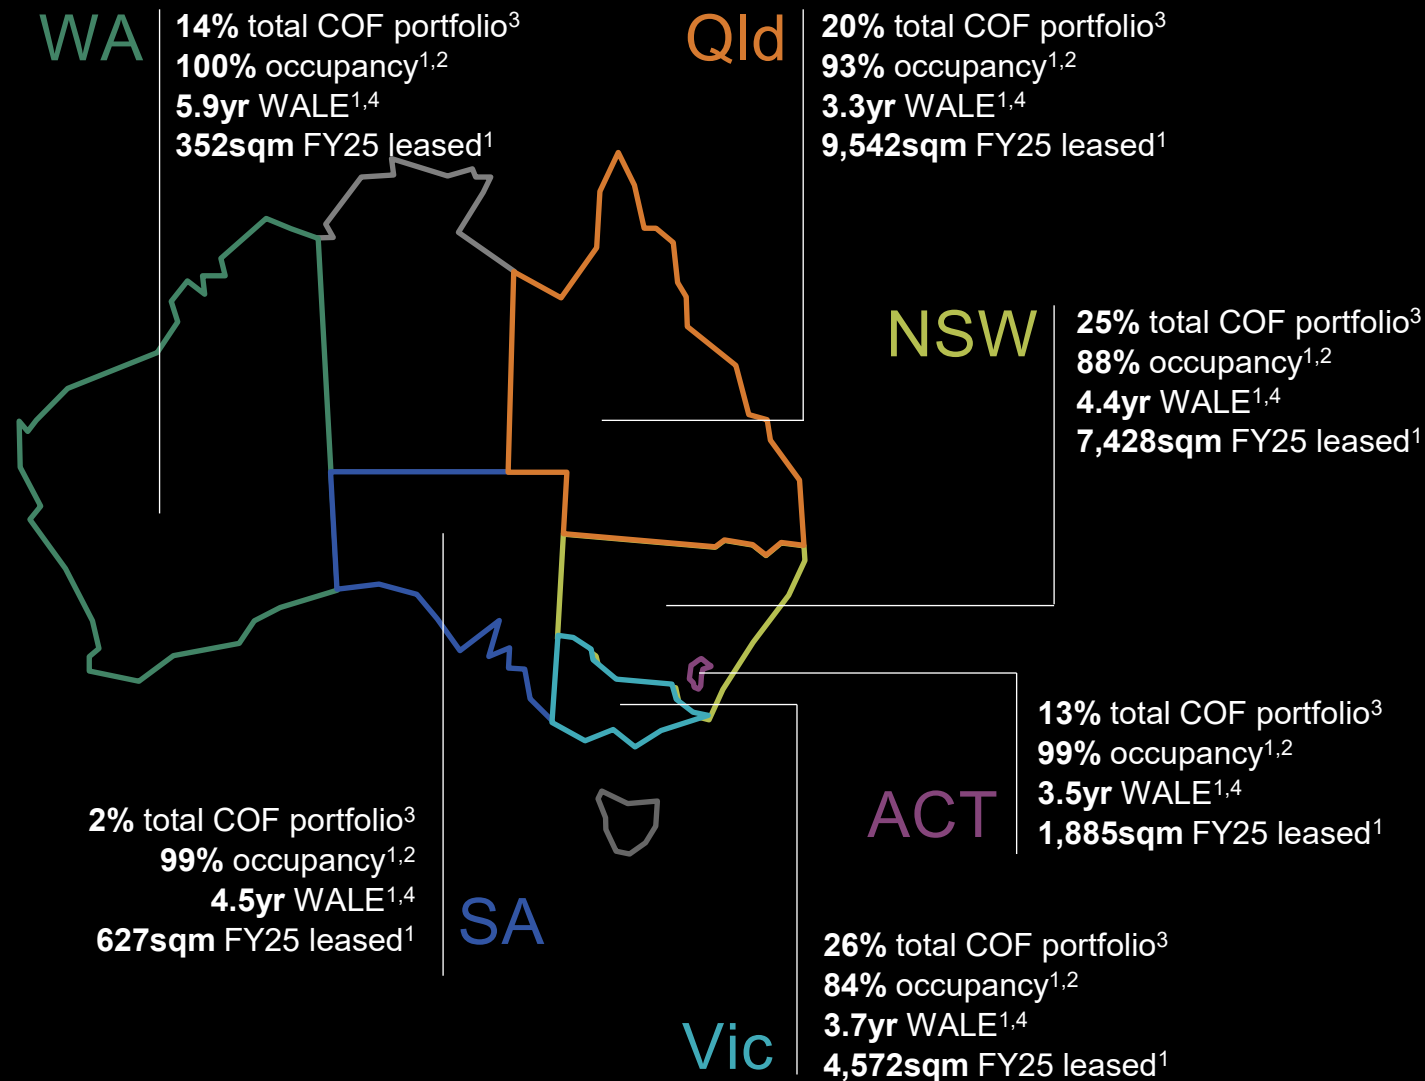 WA
14% total COF portfolio3
100% occupancy1,2
5.9yr WALE1,4
352sqm FY25 leased1
Qld
20% total COF portfolio3
93% occupancy1,2
3.3yr WALE1,4
9,542sqm FY25 leased1
NSW
25% total COF portfolio3
88% occupancy1,2
4.4yr WALE1,4
7,428sqm FY25 leased1
ACT
13% total COF portfolio3
99% occupancy1,2
3.5yr WALE1,4
1,885sqm FY25 leased1
2% total COF portfolio3
99% occupancy1,2
4.5yr WALE1,4
627sqm FY25 leased1
SA
Vic
26% total COF portfolio3
84% occupancy1,2
3.7yr WALE1,4
4,572sqm FY25 leased1